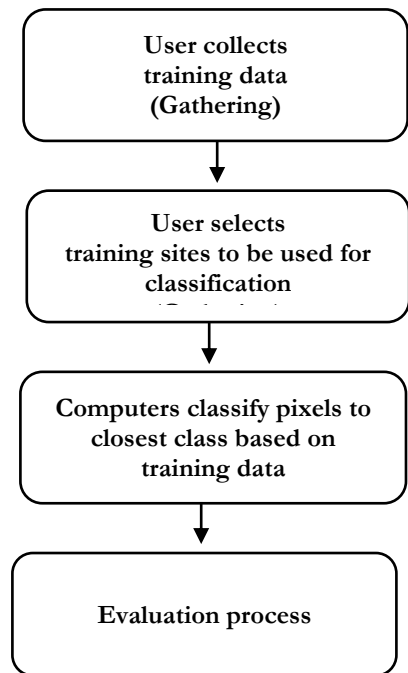 User collects
training data
(Gathering)
User selects
training sites to be used for
classification
Computers classify pixels to
closest class based on
training data
Evaluation process